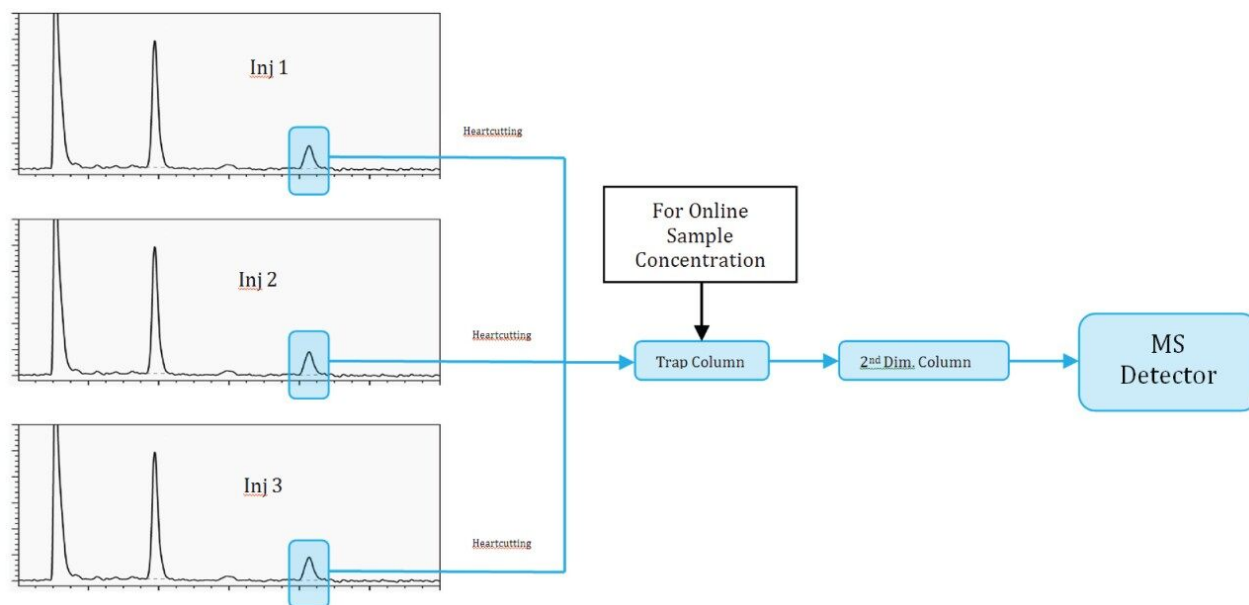 Inj 1
Heartcutting
For Online
Sample
Concentration
Inj 2
Heartcutting
Trap Column
2nd Dim. Column
MS
Detector
Inj 3
Heartcutting